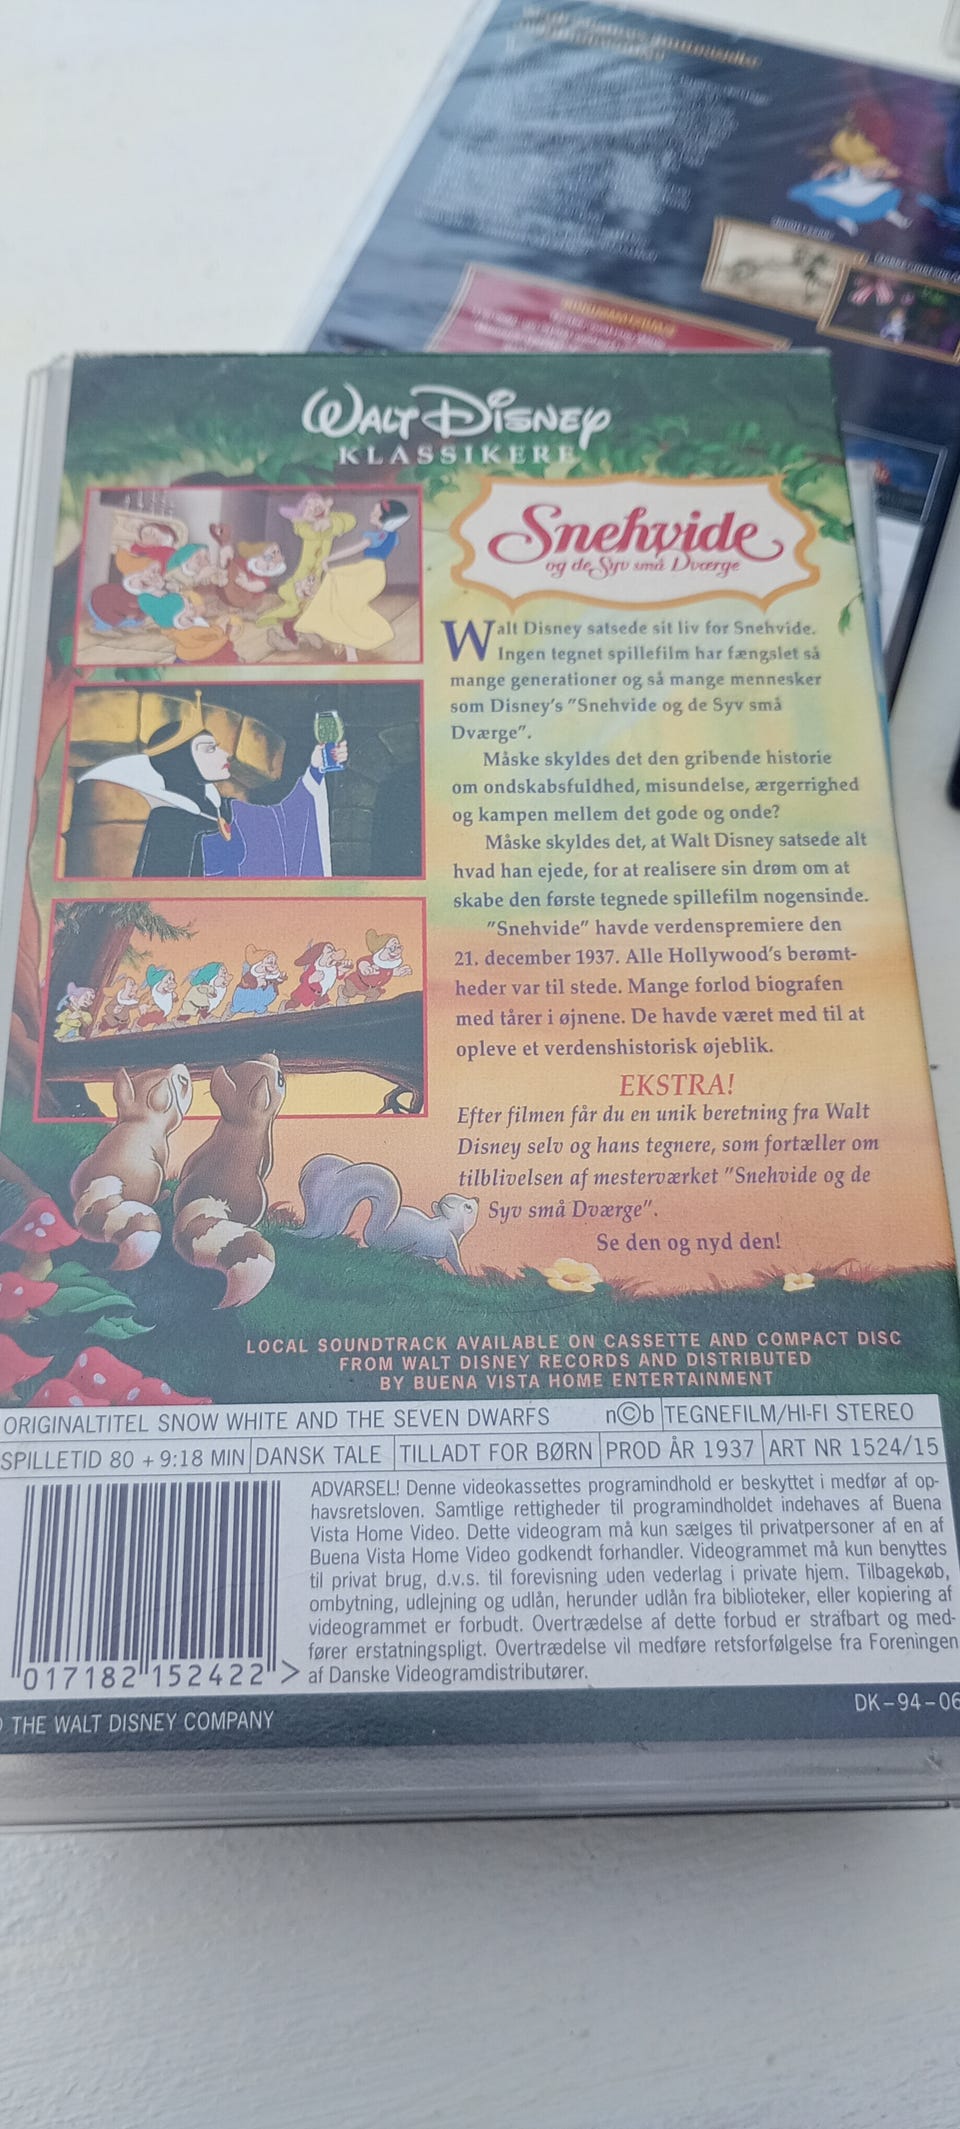 WALT DISNEY
KLASSIKERE
Snehvide
og de Syv små Dværge
Walt Disney satsede sit liv for Snehvide.
Ingen tegnet spillefilm har fængslet så
mange generationer og så mange mennesker
som Disney's "Snehvide og de Syv små
Dværge".
Måske skyldes det den gribende historie
om ondskabsfuldhed, misundelse, ærgerrighed
og kampen mellem det gode og onde?
Måske skyldes det, at Walt Disney satsede alt
hvad han ejede, for at realisere sin drøm om at
skabe den første tegnede spillefilm nogensinde.
"Snehvide" havde verdenspremiere den
21. december 1937. Alle Hollywood's berømt-
heder var til stede. Mange forlod biografen
med tårer i øjnene. De havde været med til at
opleve et verdenshistorisk øjeblik.
EKSTRA!
Efter filmen får du en unik beretning fra Walt
Disney selv og hans tegnere, som fortæller om
tilblivelsen af mesterværket "Snehvide og de
Syv små Dværge".
Se den og nyd den!
LOCAL SOUNDTRACK AVAILABLE ON CASSETTE AND COMPACT DISC
FROM WALT DISNEY RECORDS AND DISTRIBUTED
BY BUENA VISTA HOME ENTERTAINMENT
ORIGINALTITEL SNOW WHITE AND THE SEVEN DWARFS n©b TEGNEFILM/HI-FI STEREO
SPILLETID 80 + 9:18 MIN DANSK TALE TILLADT FOR BØRN PROD ÅR 1937 ART NR 1524/15
ADVARSEL! Denne videokassettes programindhold er beskyttet i medfør af op-
havsretsloven. Samtlige rettigheder til programindholdet indehaves af Buena
Vista Home Video. Dette videogram må kun sælges til privatpersoner af en af
Buena Vista Home Video godkendt forhandler. Videogrammet må kun benyttes
til privat brug, d.v.s. til forevisning uden vederlag i private hjem. Tilbagekøb,
ombytning, udlejning og udlån, herunder udlån fra biblioteker, eller kopiering af
videogrammet er forbudt. Overtrædelse af dette forbud er strafbart og med-
fører erstatningspligt. Overtrædelse vil medføre retsforfølgelse fra Foreningen
af Danske Videogramdistributører.
017182 152422 >
© THE WALT DISNEY COMPANY
DK-94-06